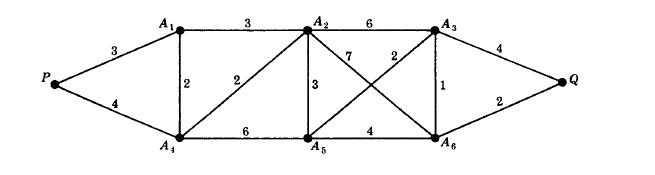 A₁ 3 A₂ 6 A₃
3 7 2 4
P 2 2 3 1 Q
4 2
A₄ 6 A₅ 4 A₆